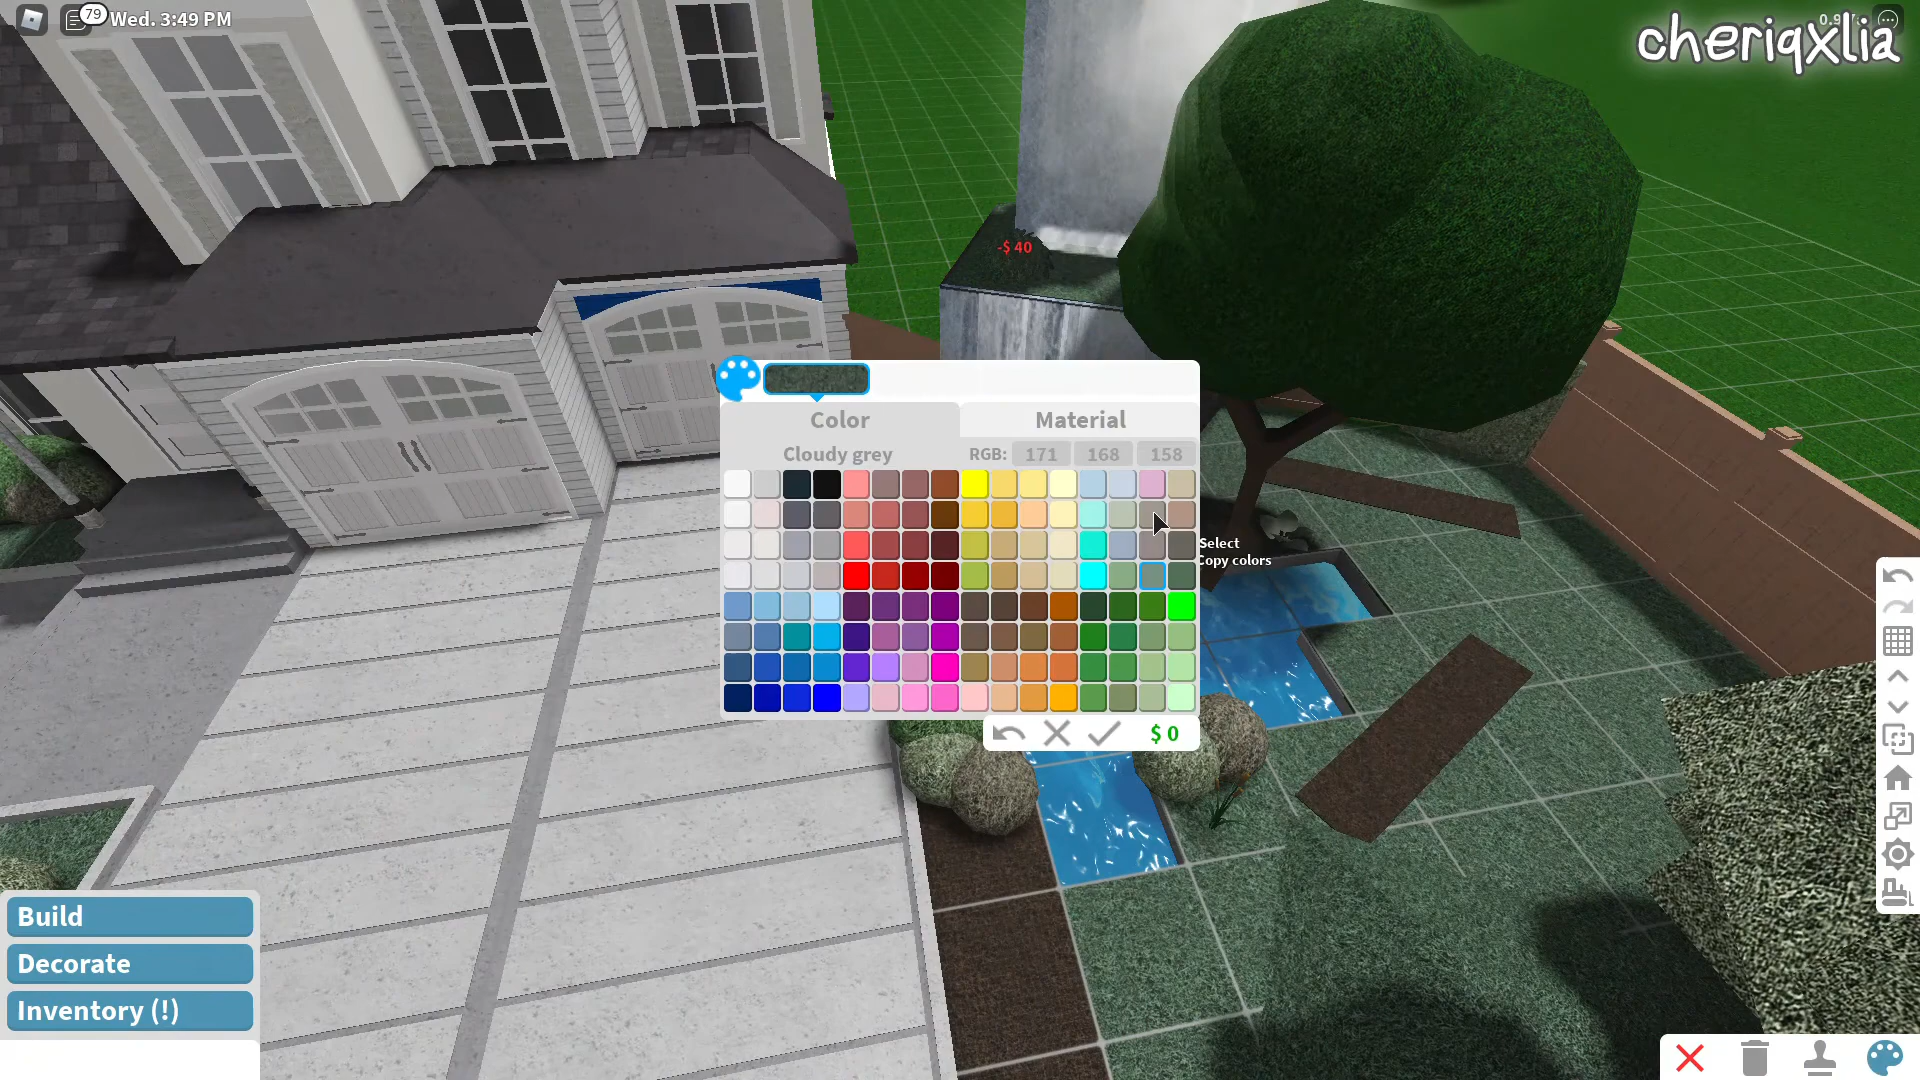 79
Wed. 3:49 PM
cheriqxlia
-$ 40
Color
Material
Cloudy grey
RGB: 171 168 158
Select
Copy colors
$ 0
Build
Decorate
Inventory (!)